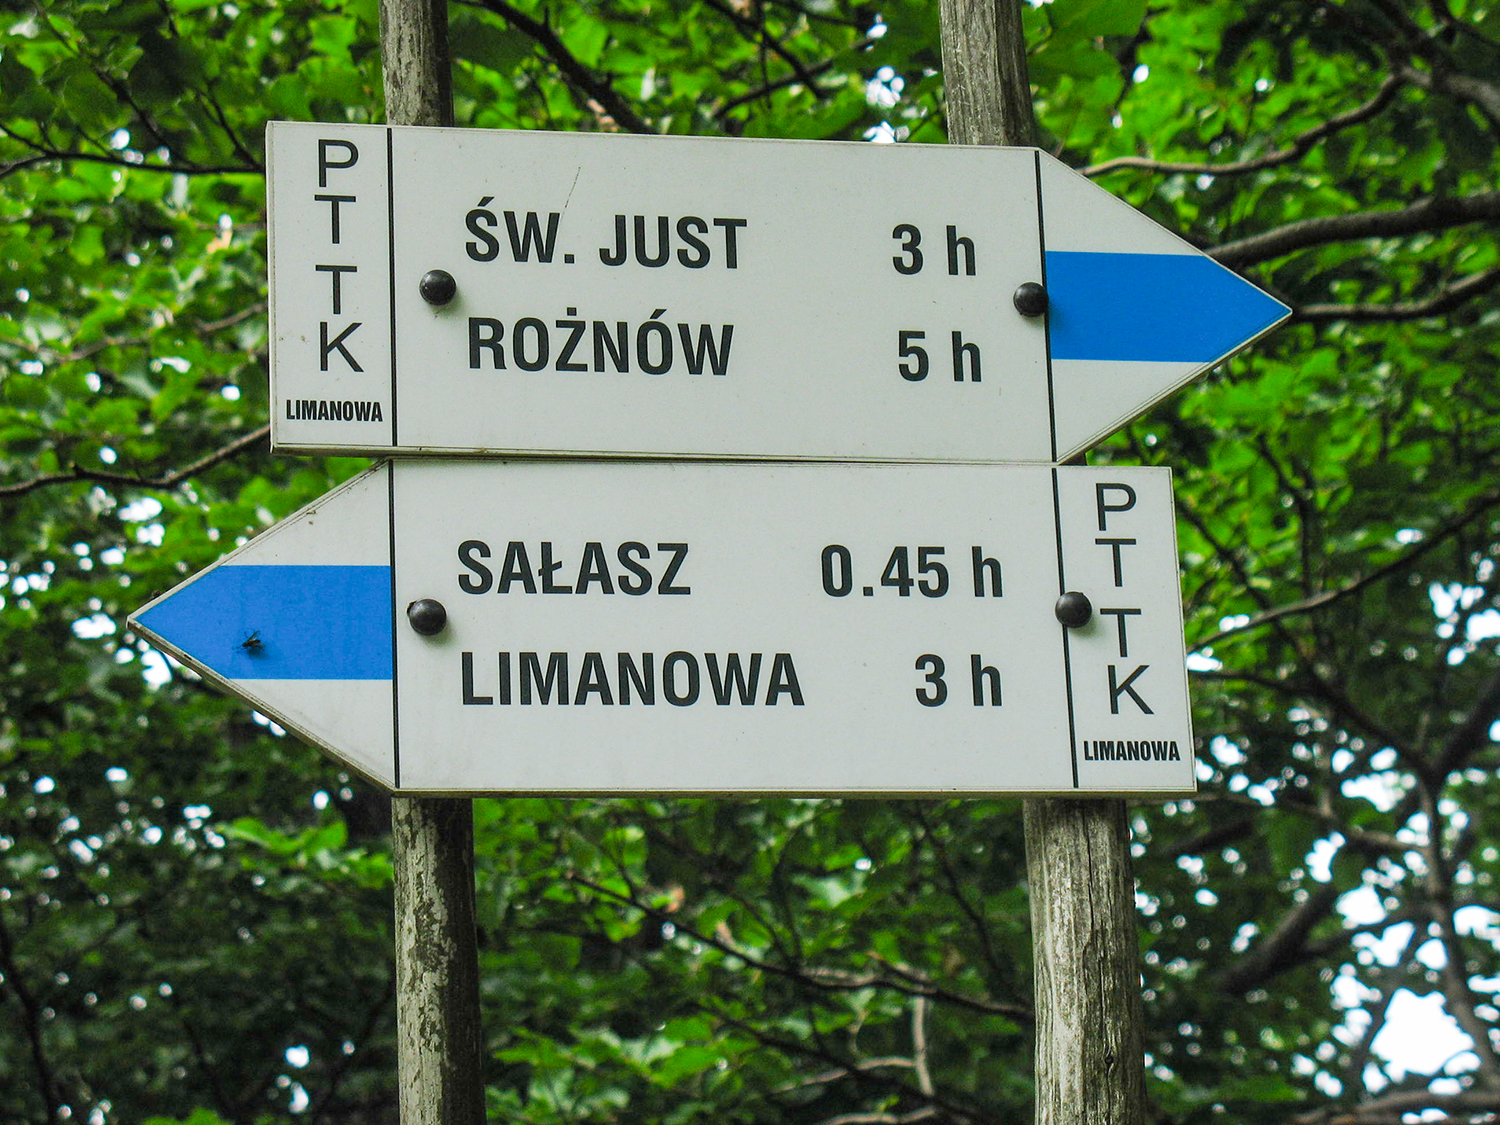 PTTK
LIMANOWA
ŚW. JUST 3 h
ROŻNÓW 5 h
SAŁASZ 0.45 h
LIMANOWA 3 h
PTTK
LIMANOWA